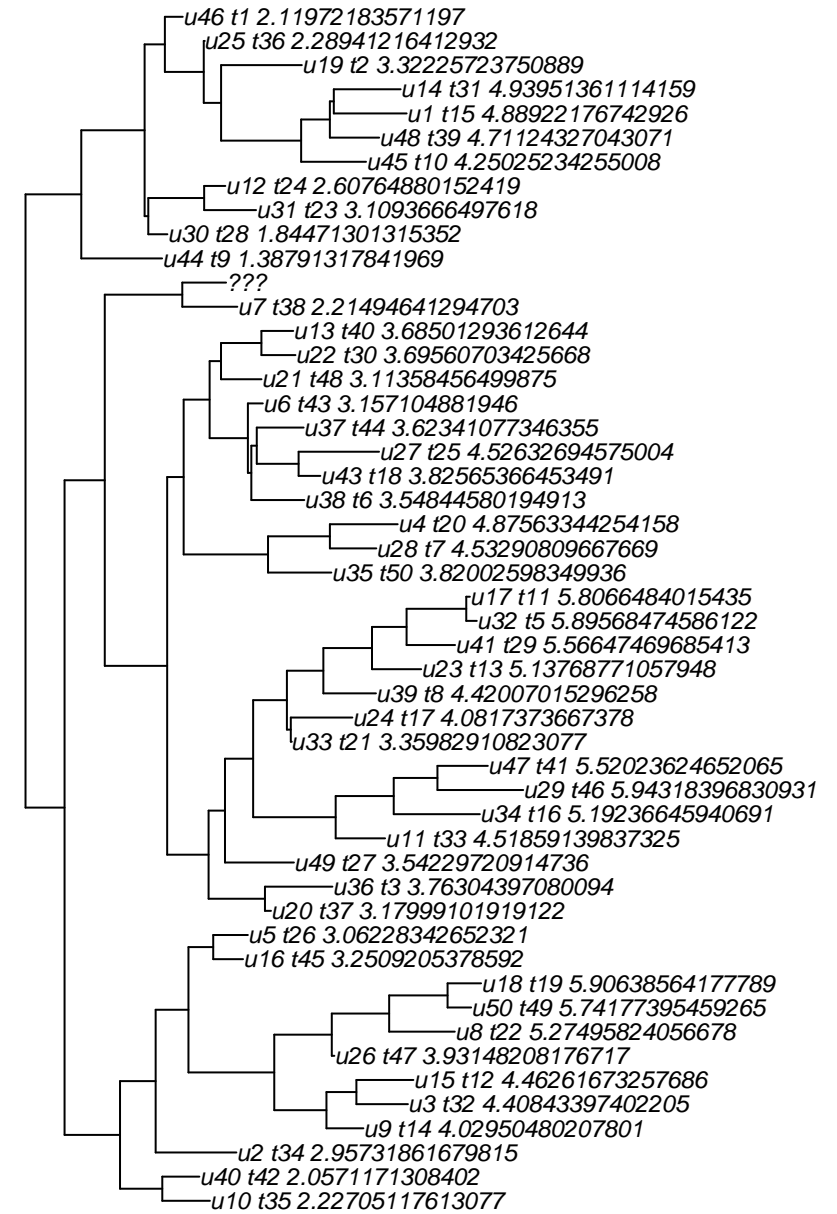 u46 t1 2.11972183571197
u25 t36 2.28941216412932
u19 t2 3.32225723750889
u14 t31 4.93951361114159
u1 t15 4.88922176742926
u48 t39 4.71124327043071
u45 t10 4.25025234255008
u12 t24 2.60764880152419
u31 t23 3.1093666497618
u30 t28 1.84471301315352
u44 t9 1.38791317841969
???
u7 t38 2.21494641294703
u13 t40 3.68501293612644
u22 t30 3.69560703425668
u21 t48 3.11358456499875
u6 t43 3.157104881946
u37 t44 3.62341077346355
u27 t25 4.52632694575004
u43 t18 3.82565366453491
u38 t6 3.54844580194913
u4 t20 4.87563344254158
u28 t7 4.53290809667669
u35 t50 3.82002598349936
u17 t11 5.8066484015435
u32 t5 5.89568474586122
u41 t29 5.56647469685413
u23 t13 5.13768771057948
u39 t8 4.42007015296258
u24 t17 4.0817373667378
u33 t21 3.35982910823077
u47 t41 5.52023624652065
u29 t46 5.94318396830931
u34 t16 5.19236645940691
u11 t33 4.51859139837325
u49 t27 3.54229720914736
u36 t3 3.76304397080094
u20 t37 3.17999101919122
u5 t26 3.06228342652321
u16 t45 3.2509205378592
u18 t19 5.90638564177789
u50 t49 5.74177395459265
u8 t22 5.27495824056678
u26 t47 3.93148208176717
u15 t12 4.46261673257686
u3 t32 4.40843397402205
u9 t14 4.02950480207801
u2 t34 2.95731861679815
u40 t42 2.0571171308402
u10 t35 2.22705117613077